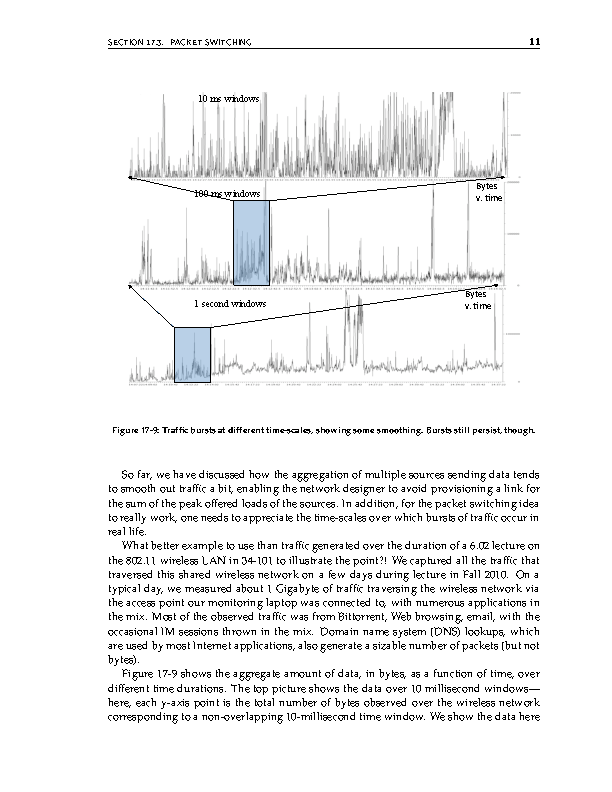 SECTION 17.3. PACKET SWITCHING 11
10 ms windows
100 ms windows
Bytes
v. time
1 second windows
Bytes
v. time
Figure 17-9: Traffic bursts at different time-scales, showing some smoothing. Bursts still persist, though.
So far, we have discussed how the aggregation of multiple sources sending data tends
to smooth out traffic a bit, enabling the network designer to avoid provisioning a link for
the sum of the peak offered loads of the sources. In addition, for the packet switching idea
to really work, one needs to appreciate the time-scales over which bursts of traffic occur in
real life.
What better example to use than traffic generated over the duration of a 6.02 lecture on
the 802.11 wireless LAN in 34-101 to illustrate the point?! We captured all the traffic that
traversed this shared wireless network on a few days during lecture in Fall 2010. On a
typical day, we measured about 1 Gigabyte of traffic traversing the wireless network via
the access point our monitoring laptop was connected to, with numerous applications in
the mix. Most of the observed traffic was from Bittorrent, Web browsing, email, with the
occasional IM sessions thrown in the mix. Domain name system (DNS) lookups, which
are used by most Internet applications, also generate a sizable number of packets (but not
bytes).
Figure 17-9 shows the aggregate amount of data, in bytes, as a function of time, over
different time durations. The top picture shows the data over 10 millisecond windows—
here, each y-axis point is the total number of bytes observed over the wireless network
corresponding to a non-overlapping 10-millisecond time window. We show the data here